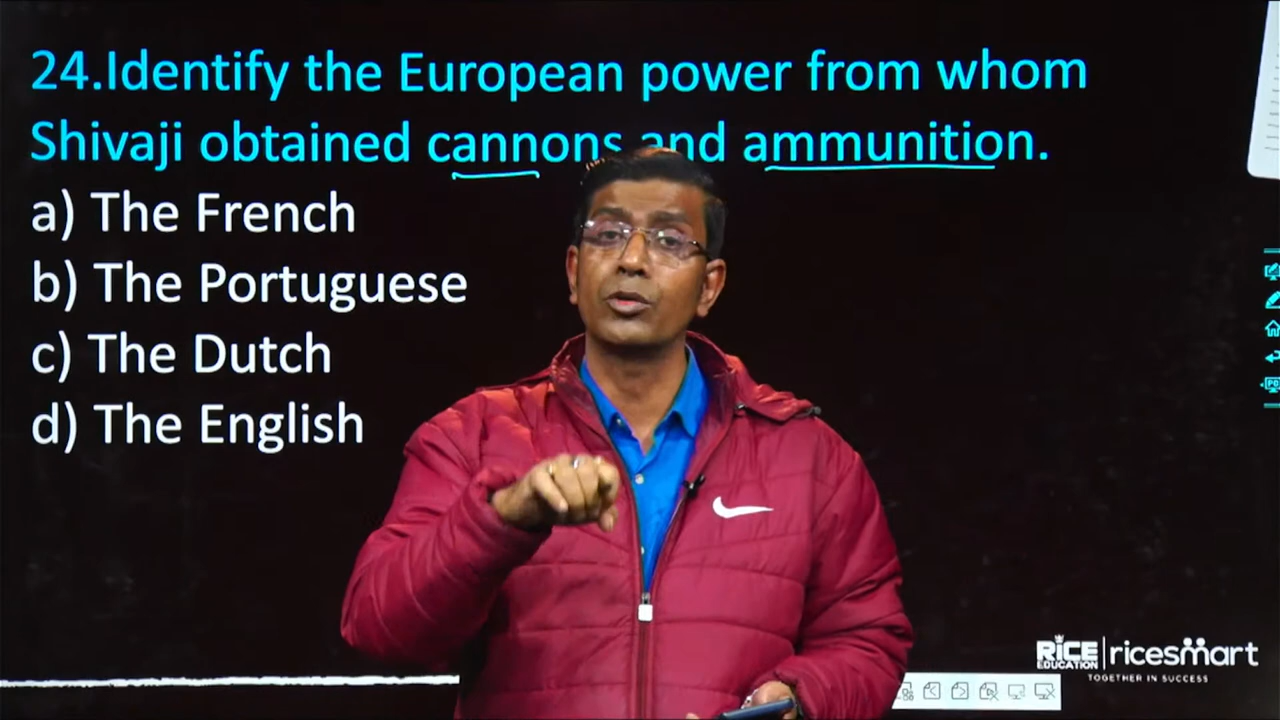 24.Identify the European power from whom
Shivaji obtained cannons and ammunition.
a) The French
b) The Portuguese
c) The Dutch
d) The English
RICE EDUCATION | ricesmart
TOGETHER IN SUCCESS